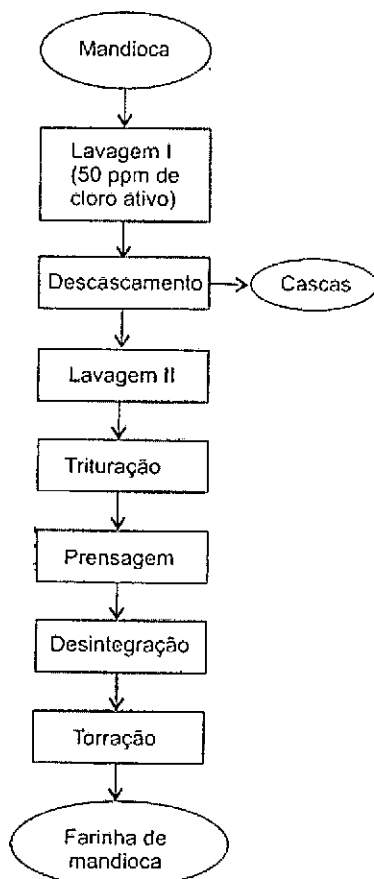 Mandioca
Lavagem I
(50 ppm de
cloro ativo)
Descascamento
Cascas
Lavagem II
Trituração
Prensagem
Desintegração
Torração
Farinha de
mandioca